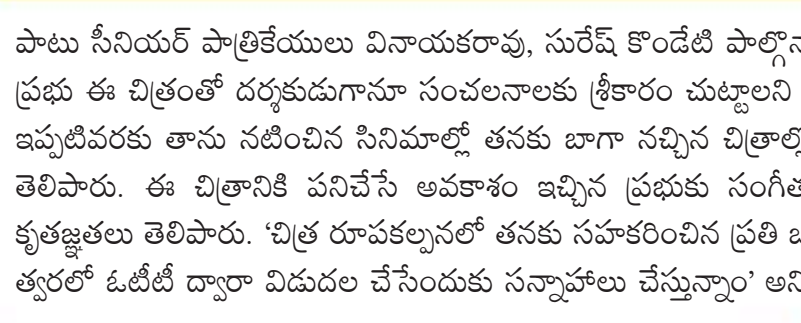 పాటు సీనియర్ పాత్రికేయులు వినాయకరావు, సురేష్ కొండేటి
ప్రభు ఈ చిత్రంతో దర్శకుడుగానూ సంచలనాలకు శ్రీకారం చుట్టాలని
ఇప్పటివరకు తాను నటించిన సినిమాల్లో తనకు బాగా నచ్చిన
తెలిపారు. ఈ చిత్రానికి పనిచేసే అవకాశం ఇచ్చిన ప్రభుకు
కృతజ్ఞతలు తెలిపారు. ‘చిత్ర రూపకల్పనలో తనకు సహకరించిన ప్రతి
త్వరలో ఓటీటీ ద్వారా విడుదల చేసేందుకు సన్నాహాలు చేస్తున్నాం’